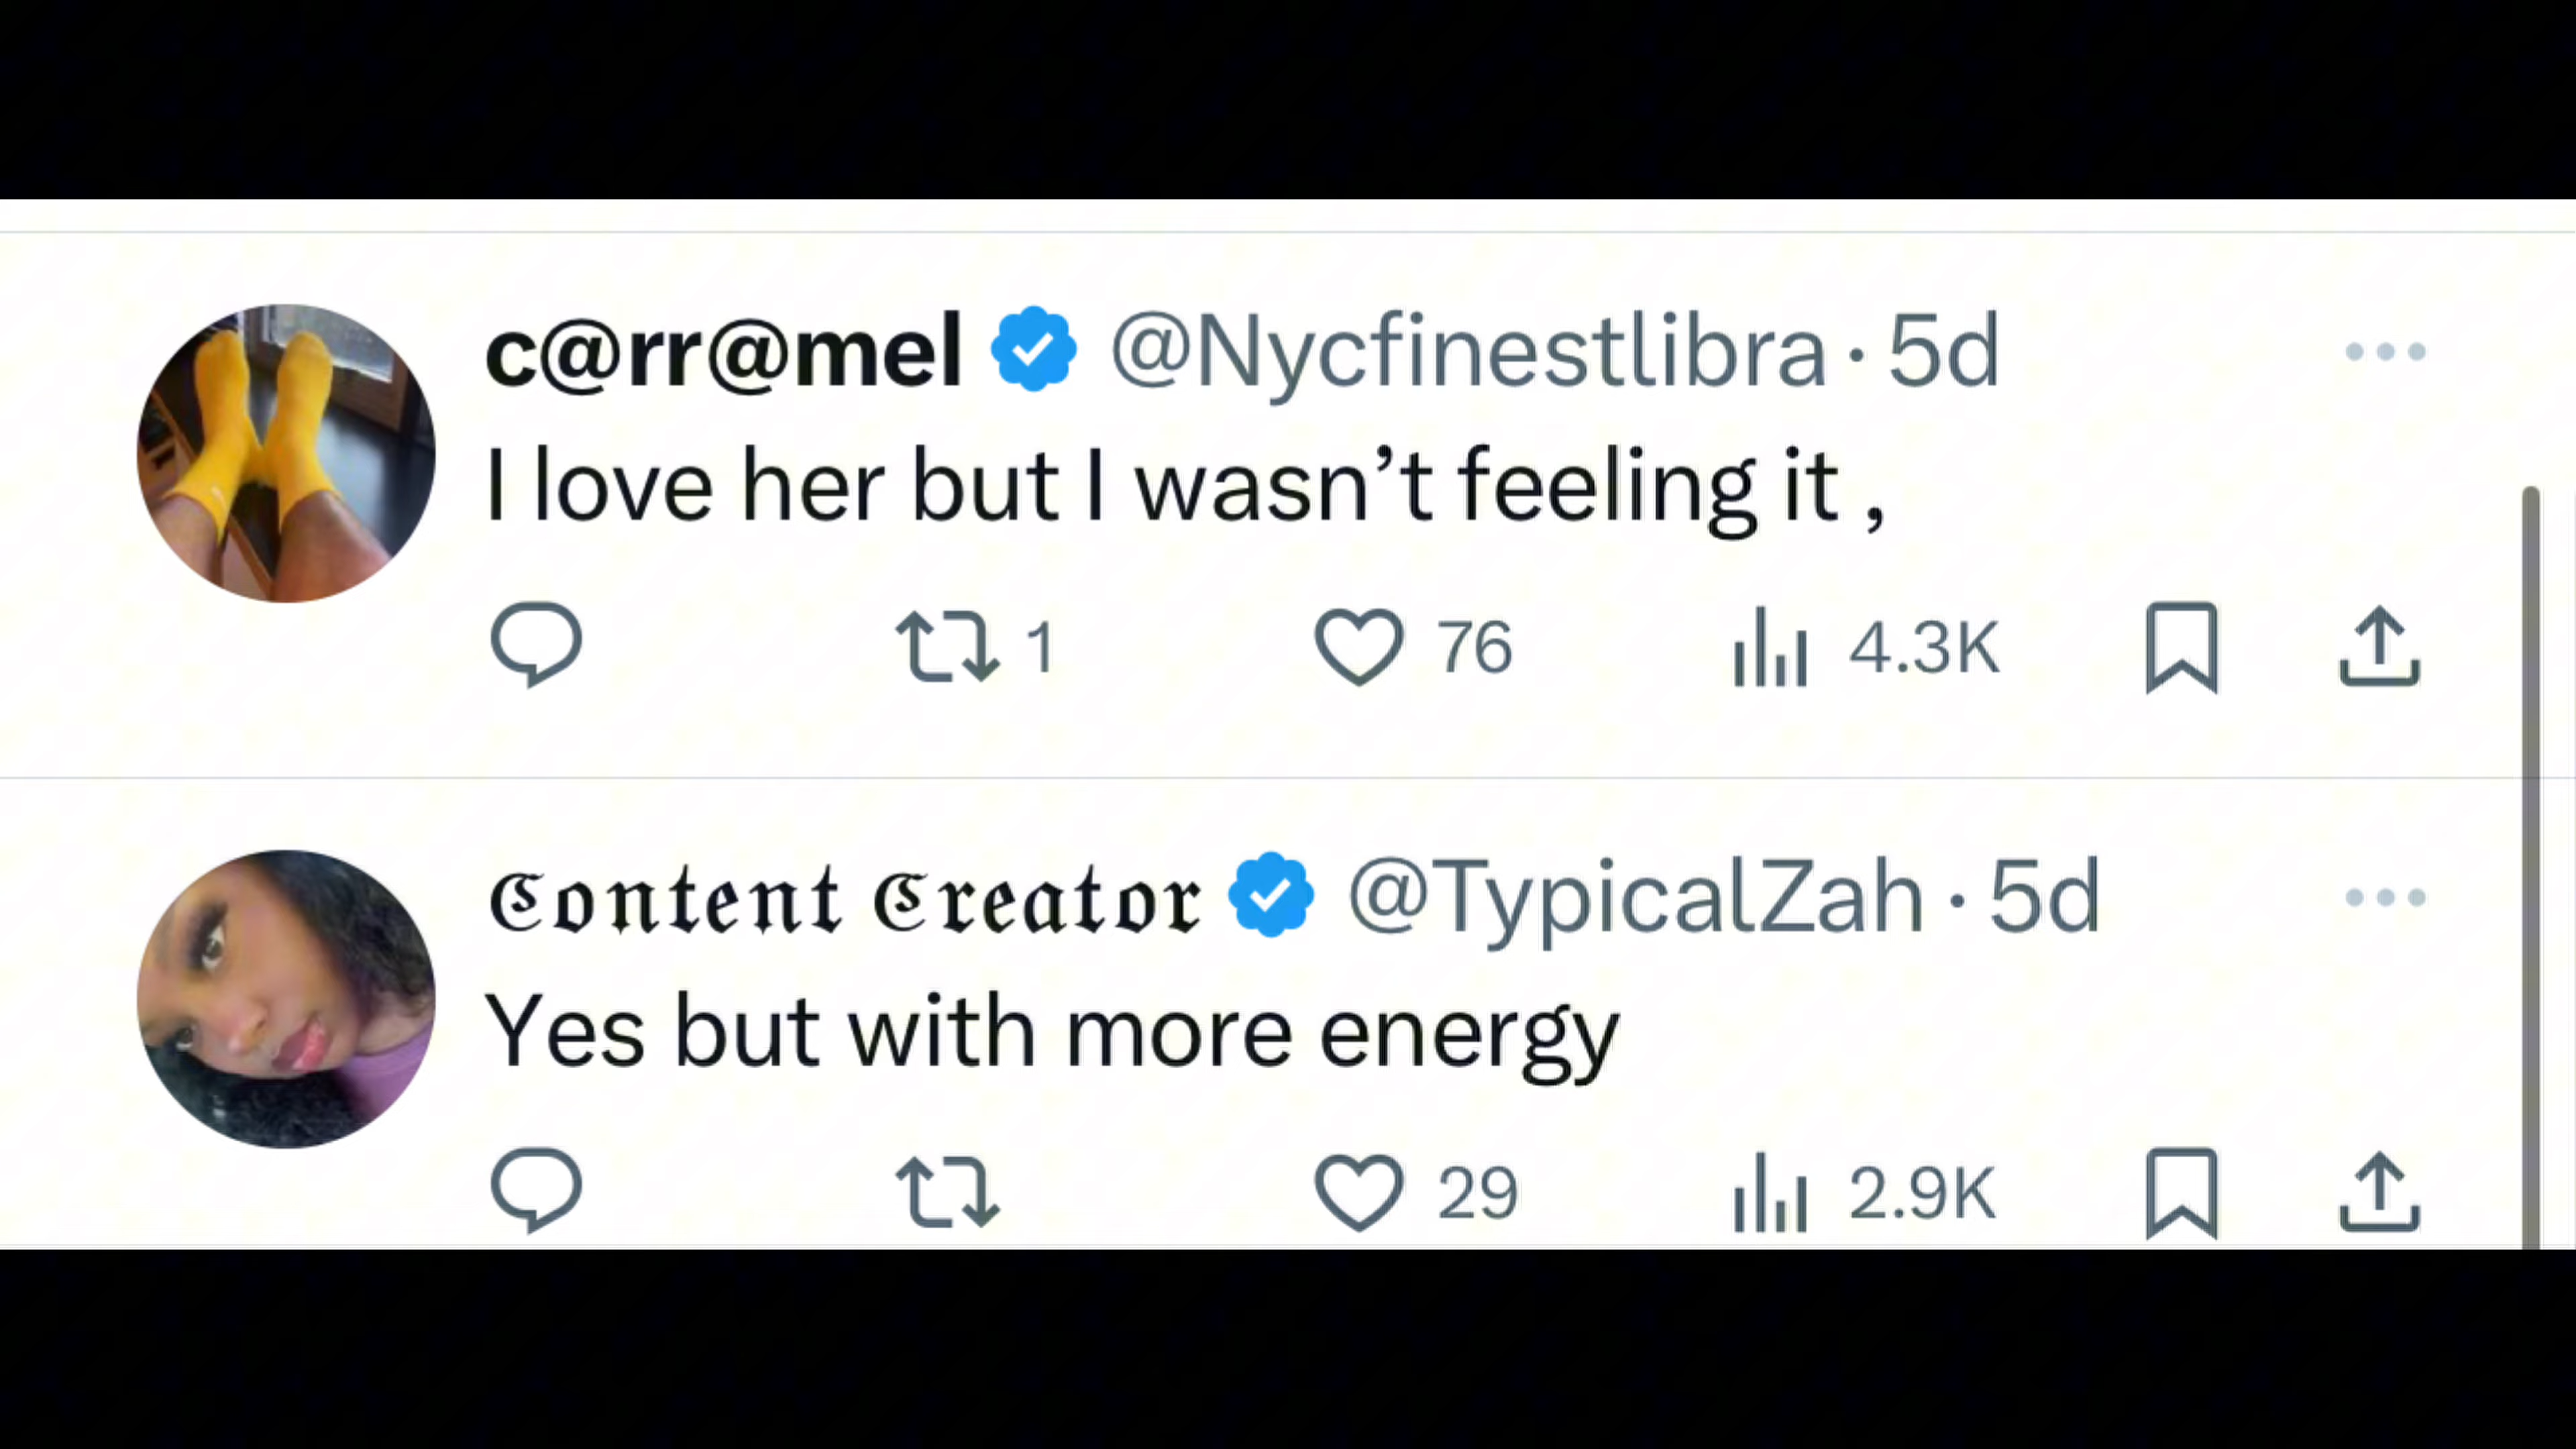 c@rr@mel @Nycfinestlibra · 5d
I love her but I wasn’t feeling it ,
1 76 4.3K
ℭ𝔬𝔫𝔱𝔢𝔫𝔱 ℭ𝔯𝔢𝔞𝔱𝔬𝔯 @TypicalZah · 5d
Yes but with more energy
29 2.9K